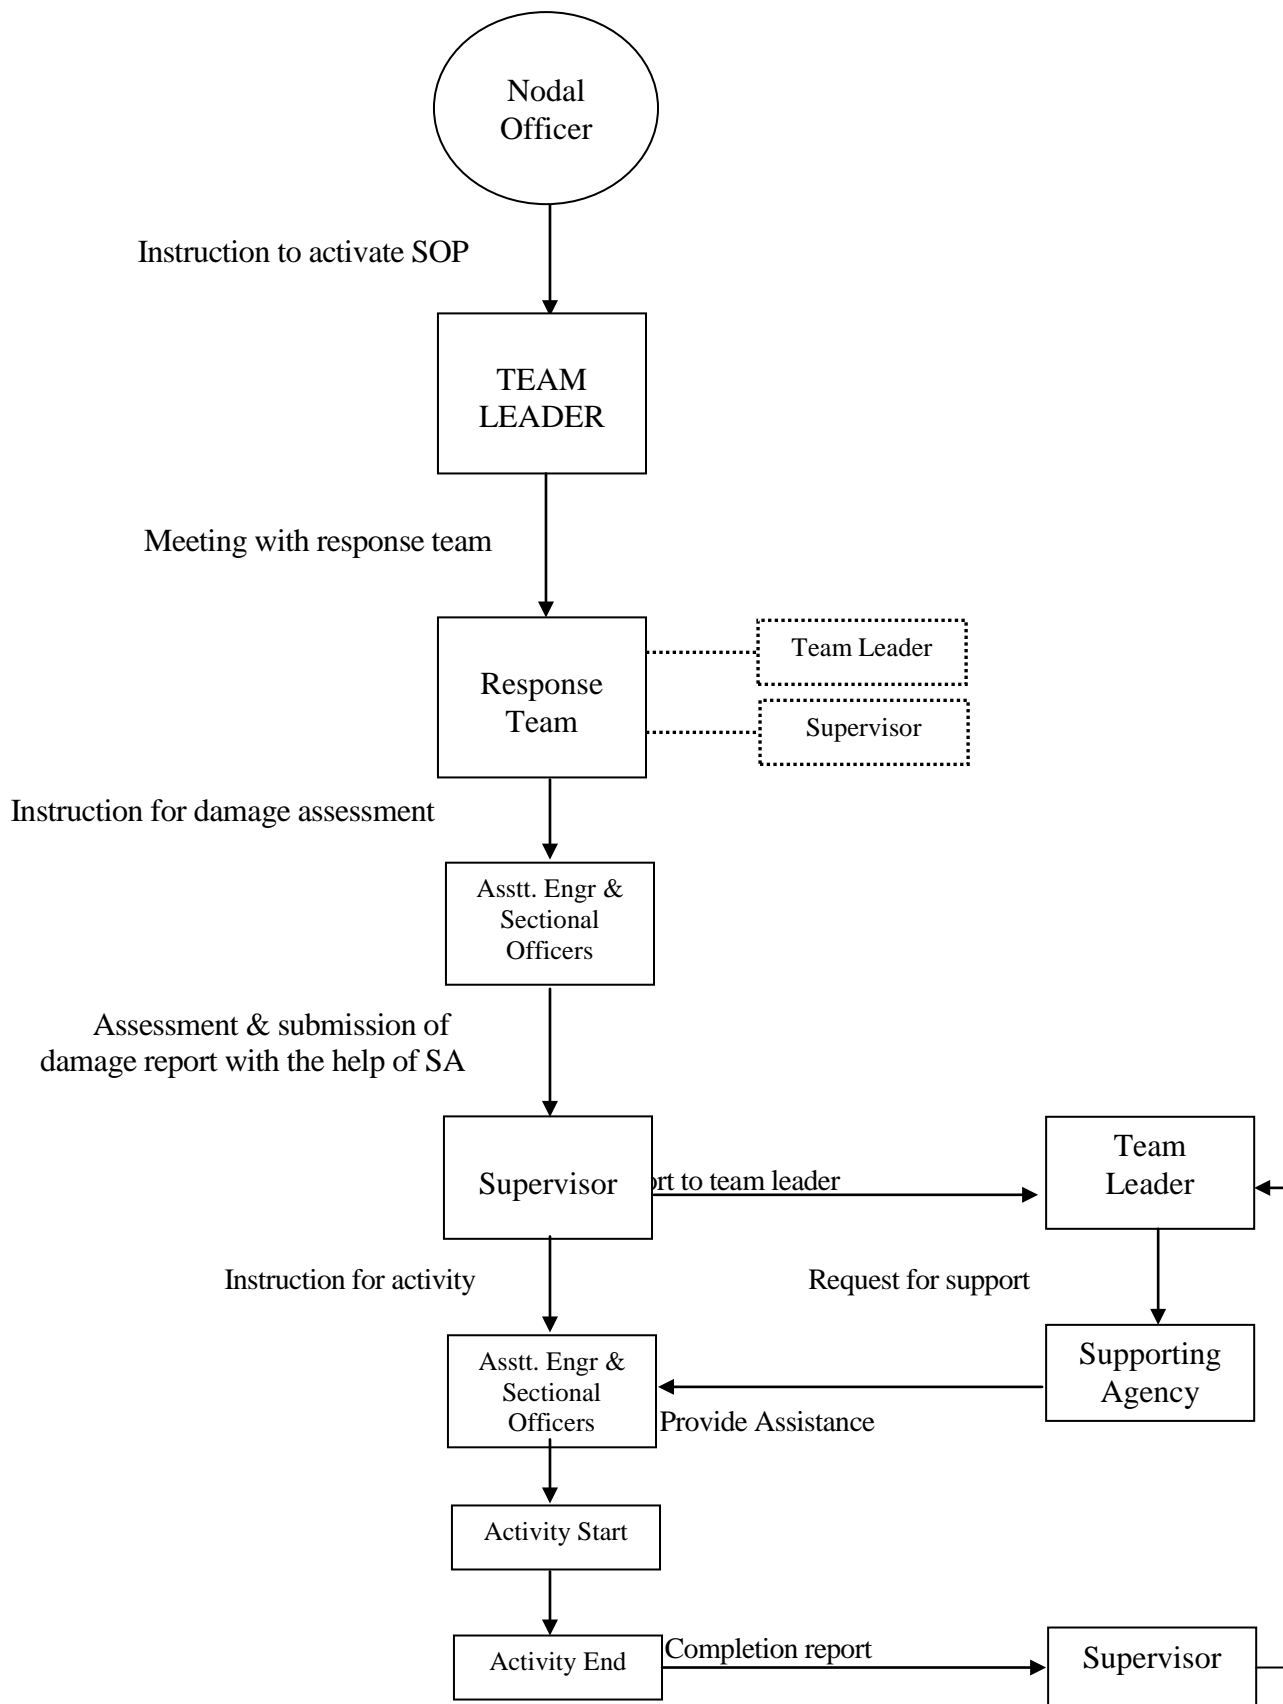 Nodal
Officer
Instruction to activate SOP
TEAM
LEADER
Meeting with response team
Response
Team
Team Leader
Supervisor
Instruction for damage assessment
Asstt. Engr &
Sectional
Officers
Assessment & submission of
damage report with the help of SA
Supervisor
to team leader
Team
Leader
Instruction for activity
Request for support
Asstt. Engr &
Sectional
Officers
Supporting
Agency
Provide Assistance
Activity Start
Activity End
Completion report
Supervisor